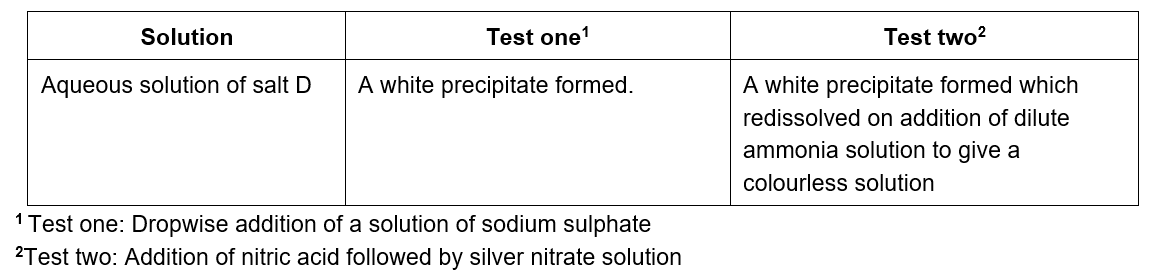 Solution Test one¹ Test two²
Aqueous solution of salt D A white precipitate formed. A white precipitate formed which
redissolved on addition of dilute
ammonia solution to give a
colourless solution
¹ Test one: Dropwise addition of a solution of sodium sulphate
²Test two: Addition of nitric acid followed by silver nitrate solution